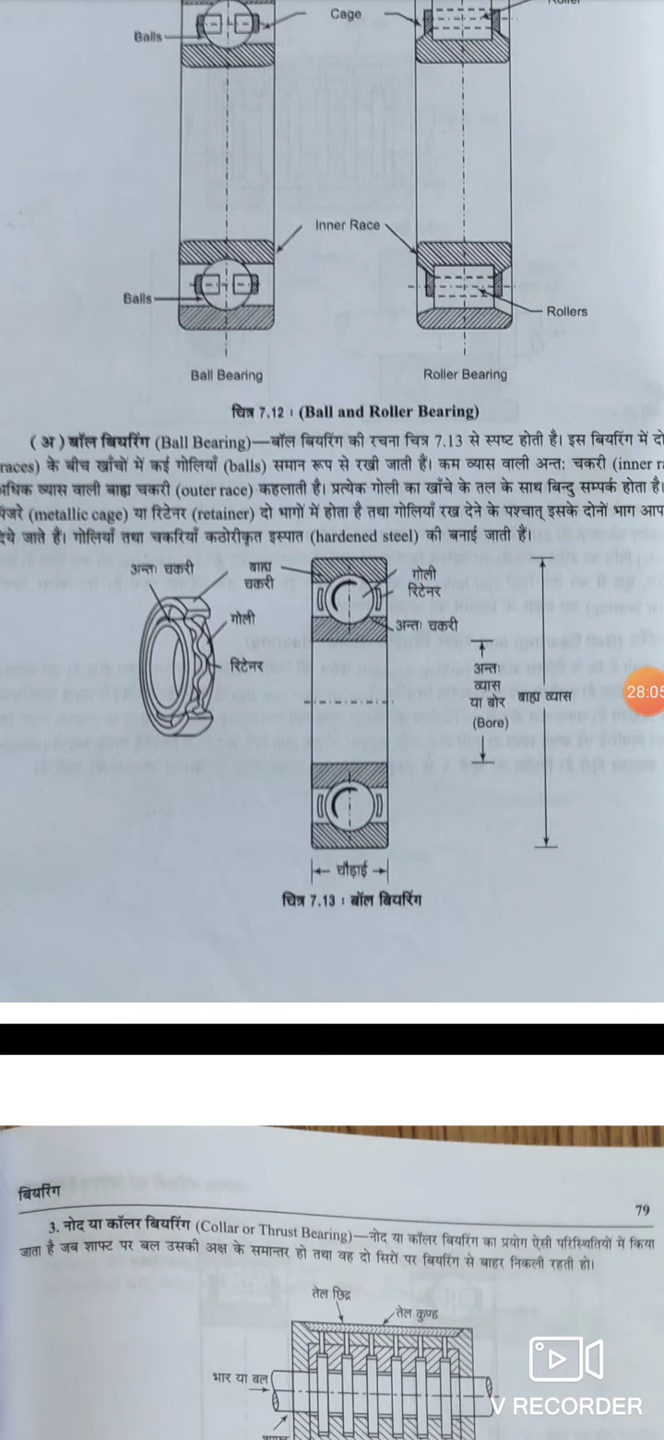 Balls
Cage
Inner Race
Balls
Rollers
Ball Bearing
Roller Bearing
चित्र 7.12 : (Ball and Roller Bearing)
( अ ) बॉल बियरिंग (Ball Bearing)—बॉल बियरिंग की रचना चित्र 7.13 से स्पष्ट होती है। इस बियरिंग में दो
races) के बीच खाँचों में कई गोलियाँ (balls) समान रूप से रखी जाती हैं। कम व्यास वाली अन्त: चकरी (inner
अधिक व्यास वाली बाह्य चकरी (outer race) कहलाती है। प्रत्येक गोली का खाँचे के तल के साथ बिन्दु सम्पर्क होता है।
(metallic cage) या रिटेनर (retainer) दो भागों में होता है तथा गोलियाँ रख देने के पश्चात् इसके दोनों भाग
दिये जाते हैं। गोलियाँ तथा चकरियाँ कठोरीकृत इस्पात (hardened steel) की बनाई जाती हैं।
अन्तः चकरी
बाह्य
चकरी
गोली
रिटेनर
गोली
रिटेनर
अन्तः चकरी
अन्तः
व्यास
या बोर
(Bore)
बाह्य व्यास
28:05
चौड़ाई
चित्र 7.13 : बॉल बियरिंग
बियरिंग
79
3. नोद या कॉलर बियरिंग (Collar or Thrust Bearing)—नोद या कॉलर बियरिंग का प्रयोग ऐसी परिस्थितियों में किया
जाता है जब शाफ्ट पर बल उसकी अक्ष के समान्तर हो तथा वह दो सिरों पर बियरिंग से बाहर निकली रहती हो।
तेल छिद्र
तेल कुण्ड
भार या बल
V RECORDER